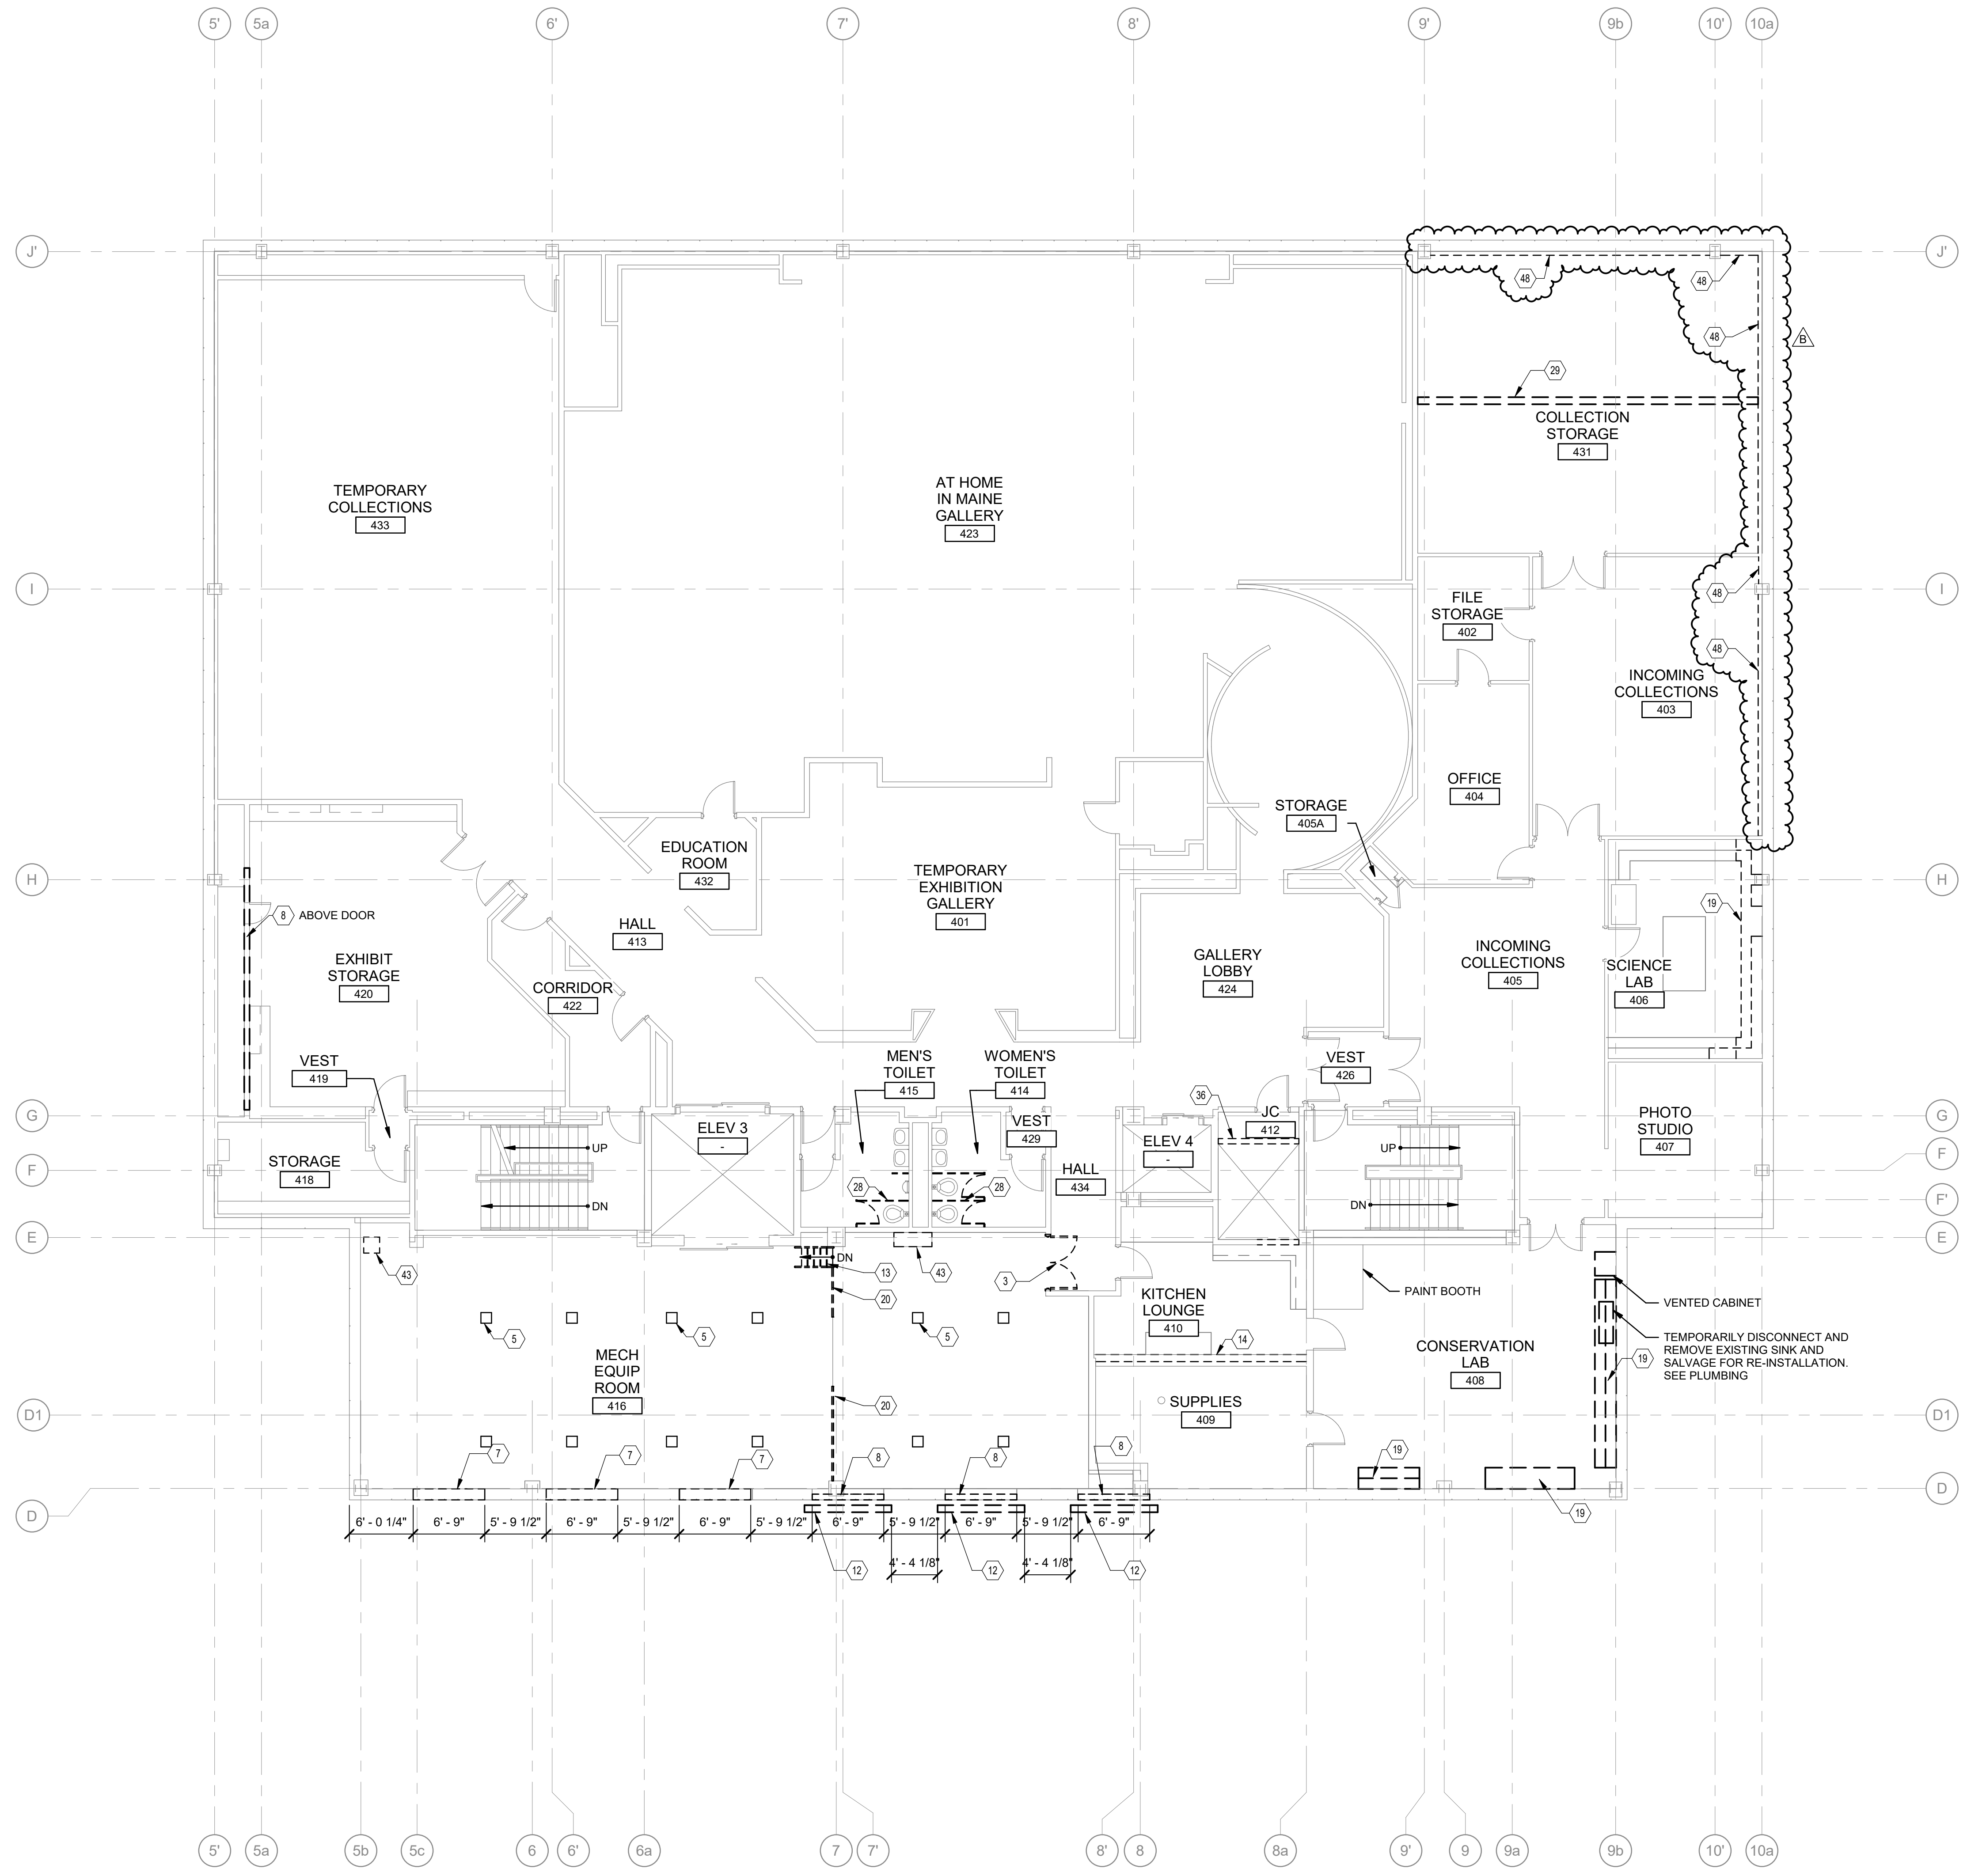 5'
5a
6'
7'
8'
9'
9b
10'
10a
J'
J'
48
48
48
B
29
COLLECTION
STORAGE
431
TEMPORARY
COLLECTIONS
433
AT HOME
IN MAINE
GALLERY
423
I
I
48
FILE
STORAGE
402
48
INCOMING
COLLECTIONS
403
OFFICE
404
STORAGE
405A
EDUCATION
ROOM
432
TEMPORARY
EXHIBITION
GALLERY
401
H
H
8
ABOVE DOOR
19
HALL
413
EXHIBIT
STORAGE
420
GALLERY
LOBBY
424
INCOMING
COLLECTIONS
405
SCIENCE
LAB
406
CORRIDOR
422
VEST
419
MEN'S
TOILET
415
WOMEN'S
TOILET
414
VEST
426
36
G
G
JC
412
VEST
429
ELEV 3
-
ELEV 4
-
PHOTO
STUDIO
407
UP
UP
F
F
STORAGE
418
HALL
434
28
28
F'
DN
DN
E
E
DN
43
13
43
3
20
PAINT BOOTH
VENTED CABINET
KITCHEN
LOUNGE
410
5
5
5
14
TEMPORARILY DISCONNECT AND
REMOVE EXISTING SINK AND
SALVAGE FOR RE-INSTALLATION.
SEE PLUMBING
19
MECH
EQUIP
ROOM
416
CONSERVATION
LAB
408
SUPPLIES
409
20
D1
D1
7
7
7
8
8
8
19
D
D
19
6' - 0 1/4"
6' - 9"
5' - 9 1/2"
6' - 9"
5' - 9 1/2"
6' - 9"
5' - 9 1/2"
6' - 9"
5' - 9 1/2"
6' - 9"
5' - 9 1/2"
6' - 9"
12
4' - 4 1/8"
12
4' - 4 1/8"
12
5'
5a
5b
5c
6
6'
6a
7
7'
8'
8
8a
9'
9
9a
9b
10'
10a